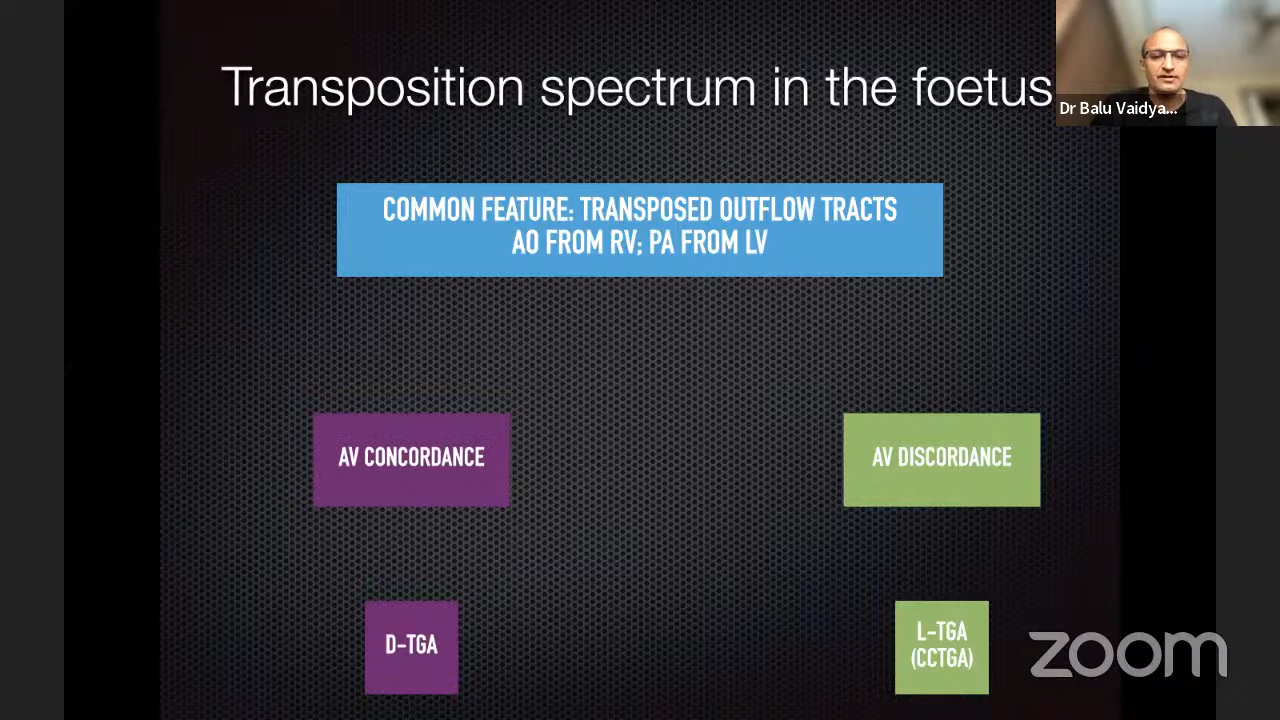 Transposition spectrum in the foetus
Dr Balu Vaidya...
COMMON FEATURE: TRANSPOSED OUTFLOW TRACTS
AO FROM RV; PA FROM LV
AV CONCORDANCE
AV DISCORDANCE
D-TGA
L-TGA
(CCTGA)
zoom